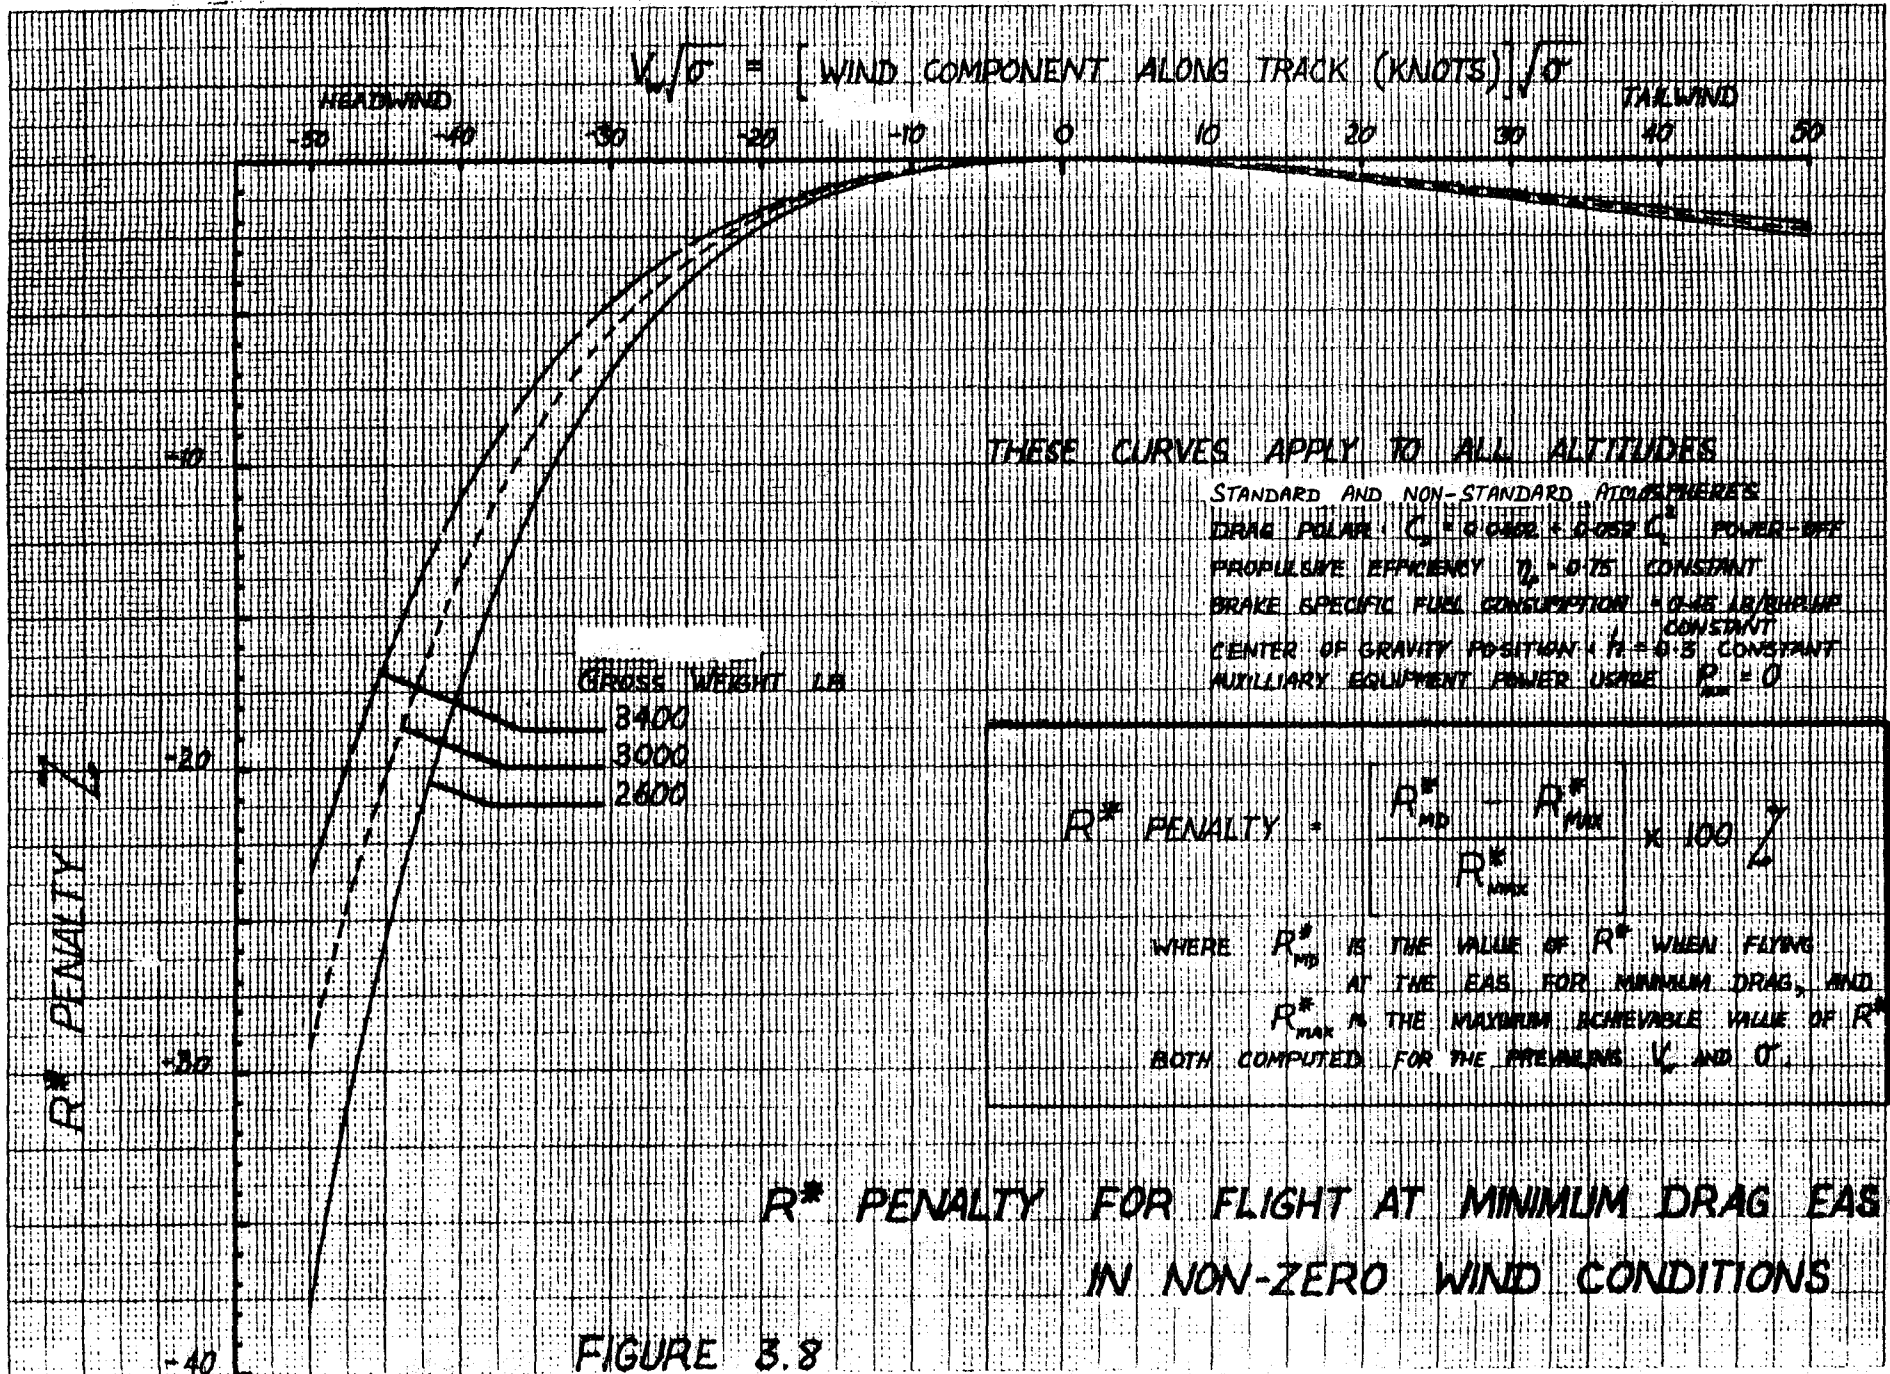 V_w√σ = [WIND COMPONENT ALONG TRACK (KNOTS)]√σ
HEADWIND TAILWIND
-50 -40 -30 -20 -10 0 10 20 30 40 50
-10
-20
-30
-40
R* PENALTY %
THESE CURVES APPLY TO ALL ALTITUDES
STANDARD AND NON-STANDARD ATMOSPHERE'S
DRAG POLAR : C_D = 0.0402 + 0.052 C_L^2 POWER-OFF
PROPULSIVE EFFICIENCY η_p = 0.75 CONSTANT
BRAKE SPECIFIC FUEL CONSUMPTION = 0.45 LB/BHP.HR
CONSTANT
CENTER OF GRAVITY POSITION : h = 0.3 CONSTANT
AUXILLIARY EQUIPMENT POWER USAGE P_AUX = 0
GROSS WEIGHT LB
3400
3000
2600
R* PENALTY = [(R*_MD - R*_MAX) / R*_MAX] x 100 %
WHERE R*_MD IS THE VALUE OF R* WHEN FLYING
AT THE EAS FOR MINIMUM DRAG, AND
R*_MAX IS THE MAXIMUM ACHIEVABLE VALUE OF R*
BOTH COMPUTED FOR THE PREVAILING V_w AND σ.
R* PENALTY FOR FLIGHT AT MINIMUM DRAG EAS
IN NON-ZERO WIND CONDITIONS
FIGURE 3.8